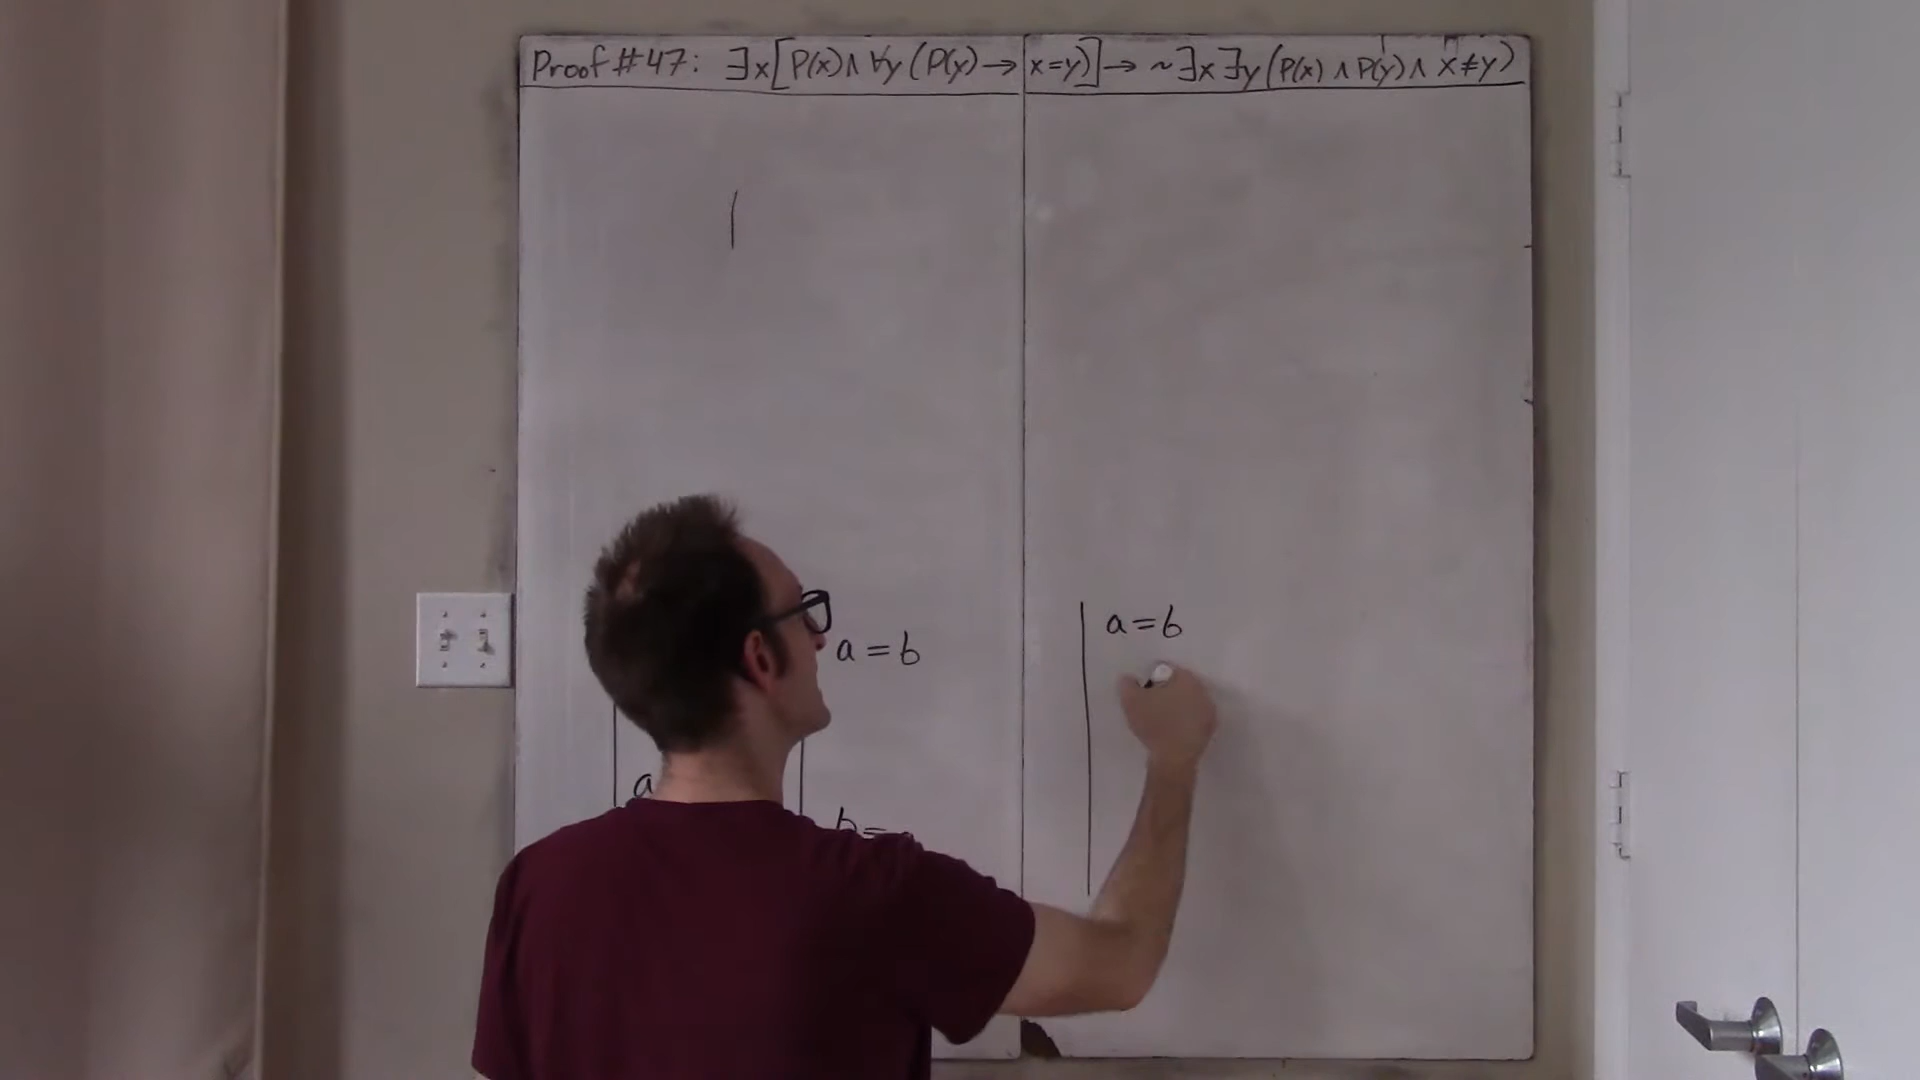 Proof #47: ∃x[P(x)∧∀y(P(y)→x=y)]→~∃x∃y(P(x)∧P(y)∧x≠y)
a=b
a=b
a
b=